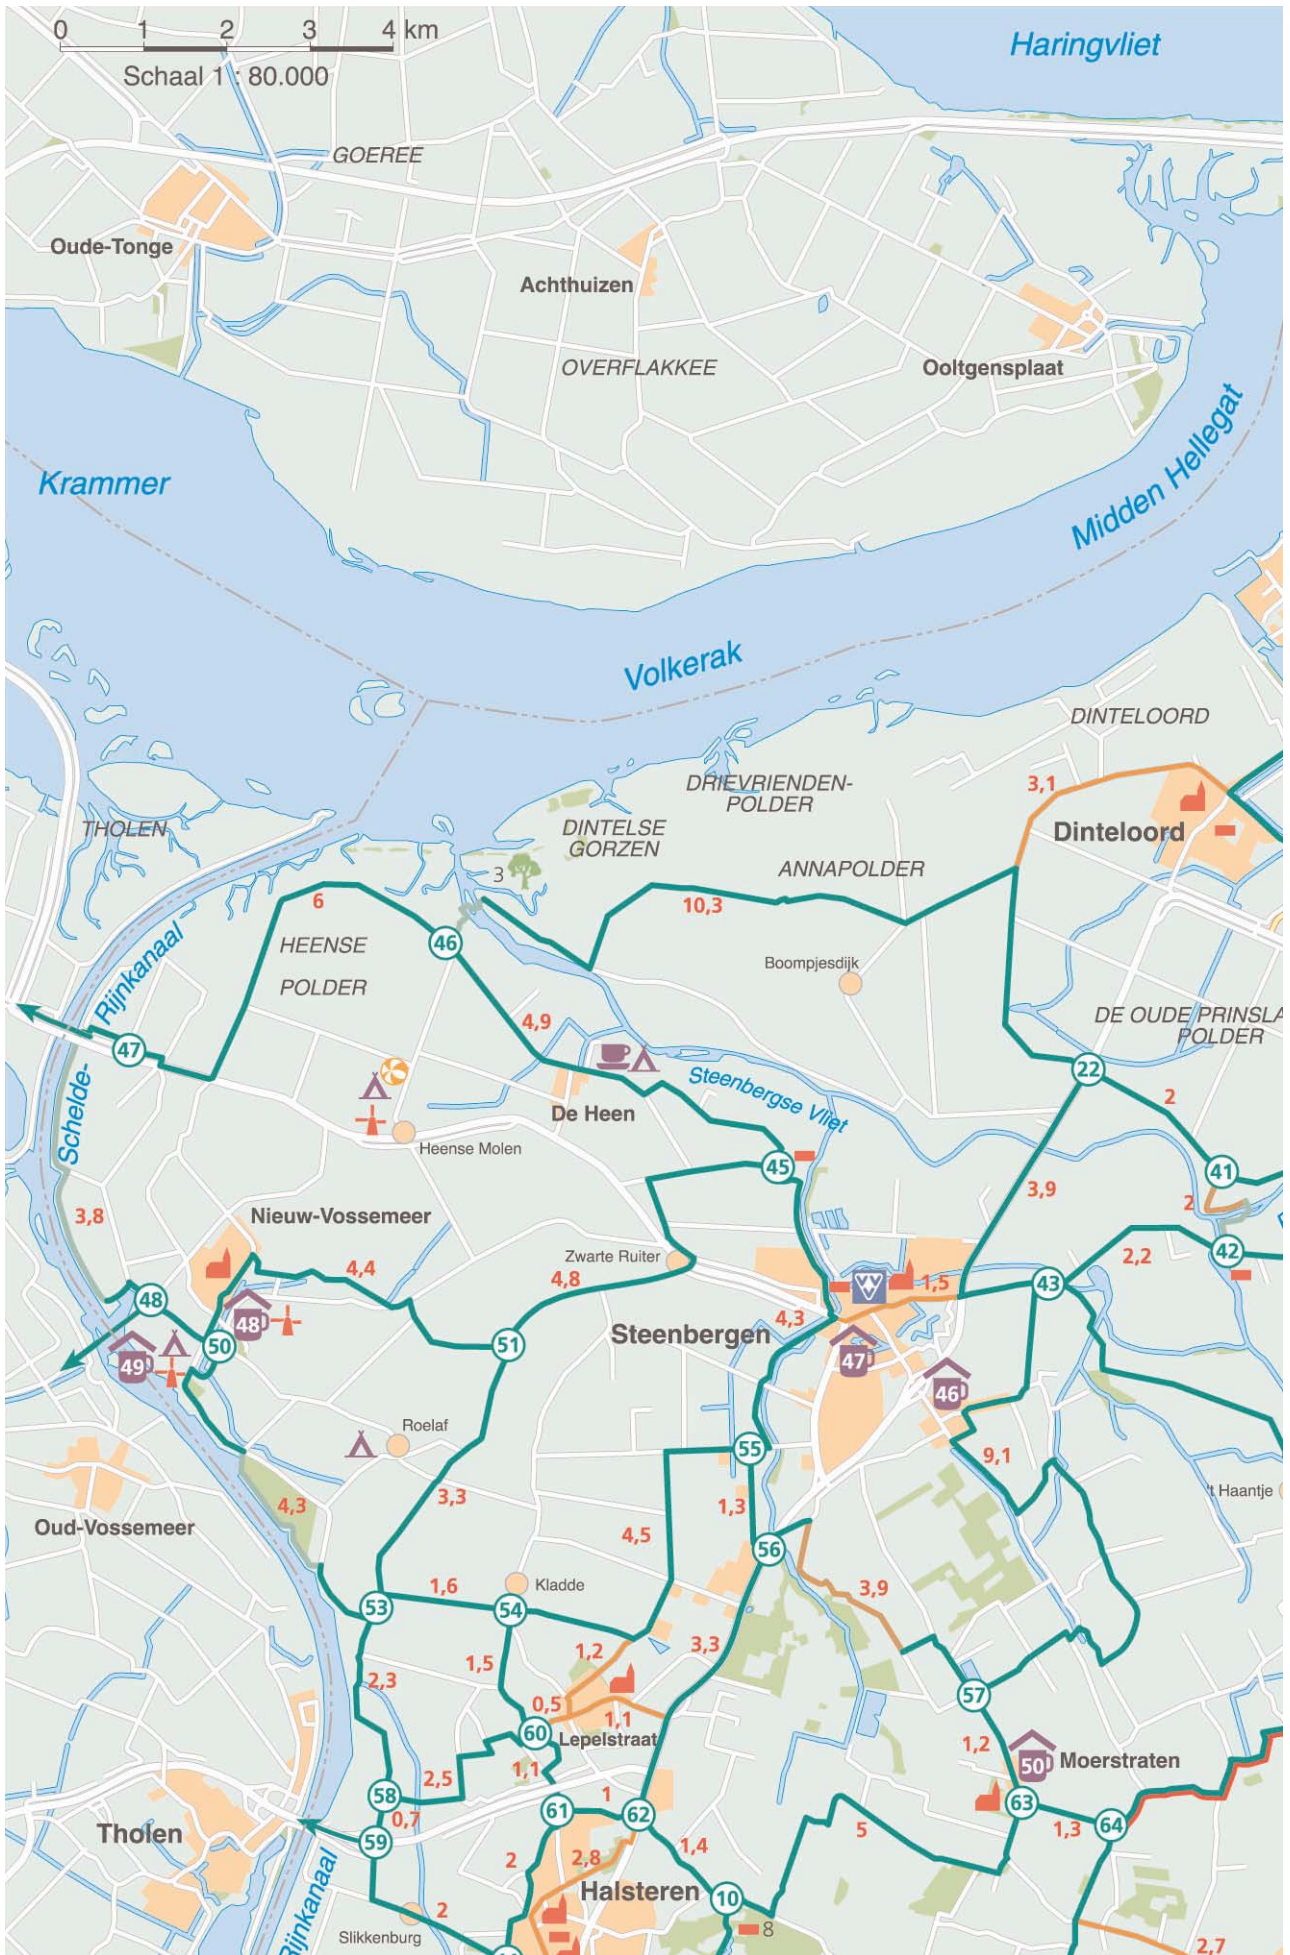 0 1 2 3 4 km
Schaal 1 : 80.000
Haringvliet
GOEREE
Oude-Tonge
Achthuizen
OVERFLAKKEE
Ooltgensplaat
Krammer
Midden Hellegat
Volkerak
DINTELOORD
DRIEVRIENDEN-
POLDER
3,1
THOLEN
DINTELSE
GORZEN
Dinteloord
3
ANNAPOLDER
6
10,3
46
HEENSE
POLDER
Boompjesdijk
Rijnkanaal
Schelde-
4,9
DE OUDE PRINSLA
POLDER
47
22
Steenbergse Vliet
2
De Heen
Heense Molen
45
41
3,8
3,9
2
Nieuw-Vossemeer
Zwarte Ruiter
2,2
42
4,4
4,8
1,5
43
48
48
4,3
50
51
Steenbergen
49
47
46
Roelaf
55
9,1
't Haantje
4,3
3,3
1,3
Oud-Vossemeer
4,5
56
1,6
Kladde
3,9
53
54
1,2
3,3
1,5
2,3
0,5
57
60
1,1
Lepelstraat
1,2
50
Moerstraten
1,1
2,5
58
1
61
62
63
0,7
1,3
64
Tholen
59
1,4
5
2
2,8
Halsteren
10
2
8
Slikkenburg
Rijnkanaal
2,7